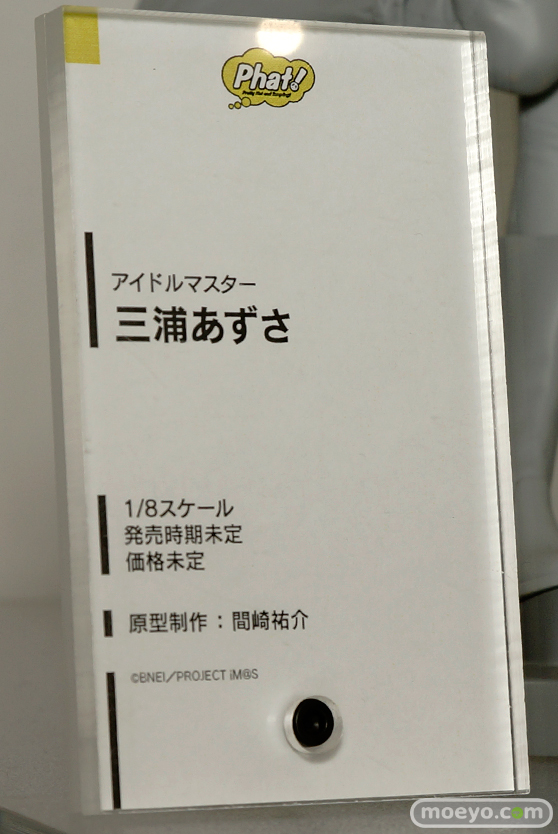 Phat!
アイドルマスター
三浦あずさ
1/8スケール
発売時期未定
価格未定
原型制作：間崎祐介
©BNEI／PROJECT iM@S
moeyo.com